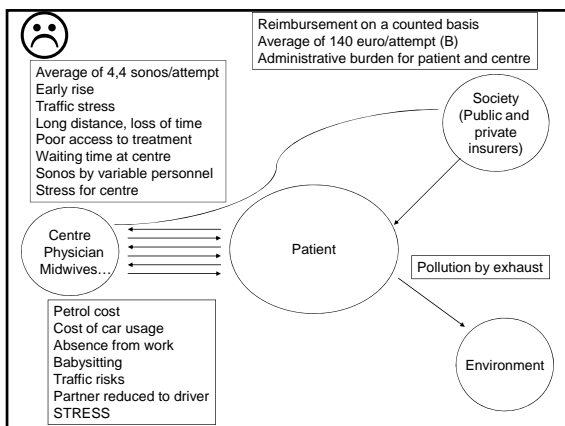 Reimbursement on a counted basis
Average of 140 euro/attempt (B)
Administrative burden for patient and centre
Average of 4,4 sonos/attempt
Early rise
Traffic stress
Long distance, loss of time
Poor access to treatment
Waiting time at centre
Sonos by variable personnel
Stress for centre
Society
(Public and
private
insurers)
Centre
Physician
Midwives…
Patient
Pollution by exhaust
Petrol cost
Cost of car usage
Absence from work
Babysitting
Traffic risks
Partner reduced to driver
STRESS
Environment